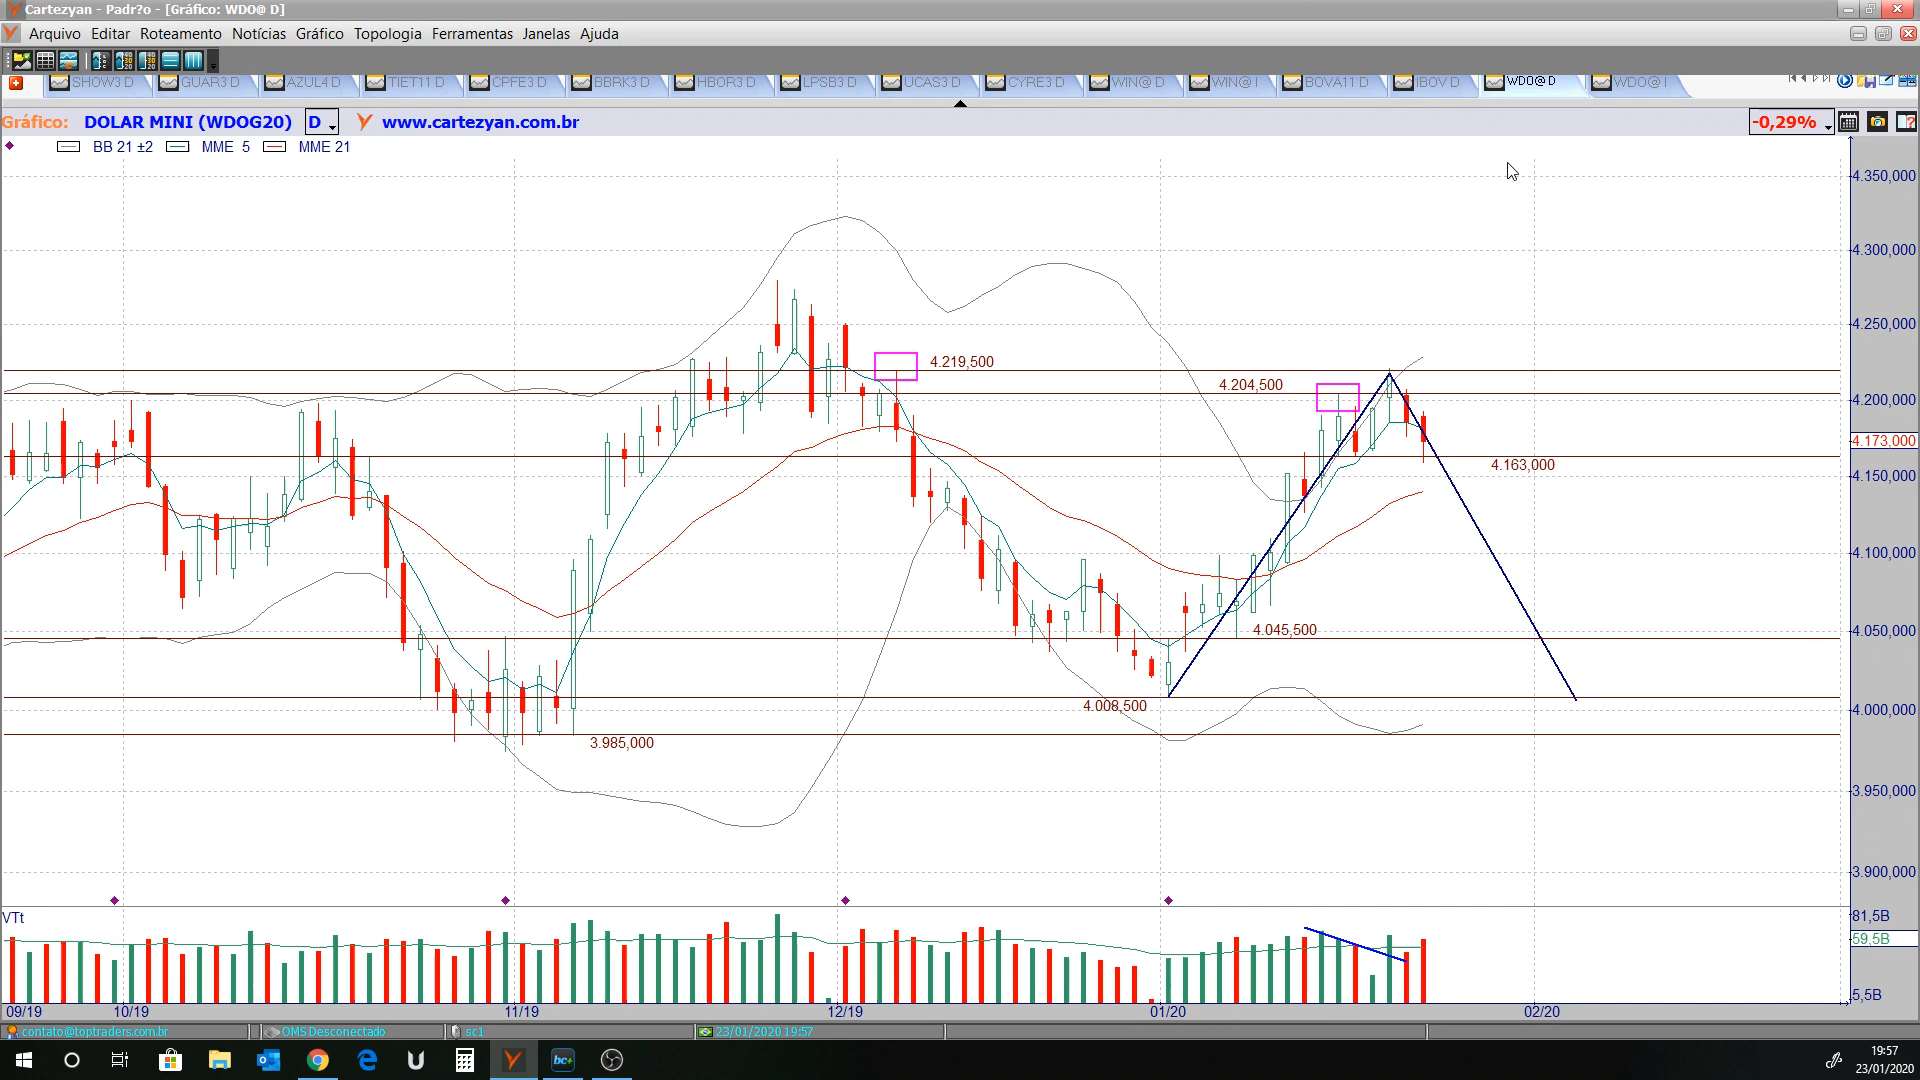 Cartezyan - Padr?o - [Gráfico: WDO@ D]
Arquivo Editar Roteamento Notícias Gráfico Topologia Ferramentas Janelas Ajuda
SHOW3 D GUAR3 D AZUL4 D TIET11 D CPFE3 D BBRK3 D HBOR3 D LPSB3 D UCAS3 D CYRE3 D WIN@ D WIN@ I BOVA11 D IBOV D WDO@ D WDO@ I
Gráfico: DOLAR MINI (WDOG20) D www.cartezyan.com.br -0,29%
BB 21 ±2 MME 5 MME 21
4.350,000
4.300,000
4.250,000
4.219,500
4.204,500
4.200,000
4.173,000
4.163,000
4.150,000
4.100,000
4.050,000
4.045,500
4.008,500
4.000,000
3.985,000
3.950,000
3.900,000
VTt
81,5B
59,5B
5,5B
09/19 10/19 11/19 12/19 01/20 02/20
contato@toptraders.com.br OMS Desconectado sc1 23/01/2020 19:57
bc+
19:57
23/01/2020